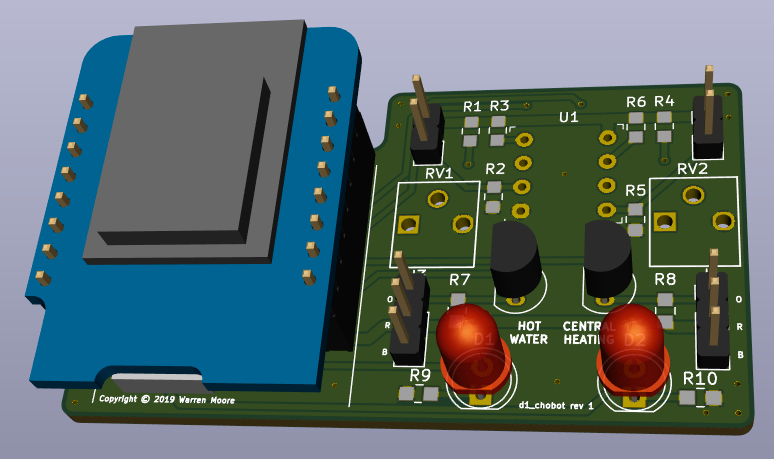 R1 R3
U1
R6 R4
RV1
RV2
R2
R5
R7
R8
O
R
B
O
R
B
HOT
WATER
CENTRAL
HEATING
D1
D2
R9
R10
Copyright © 2019 Warren Moore
d1_chobot rev 1